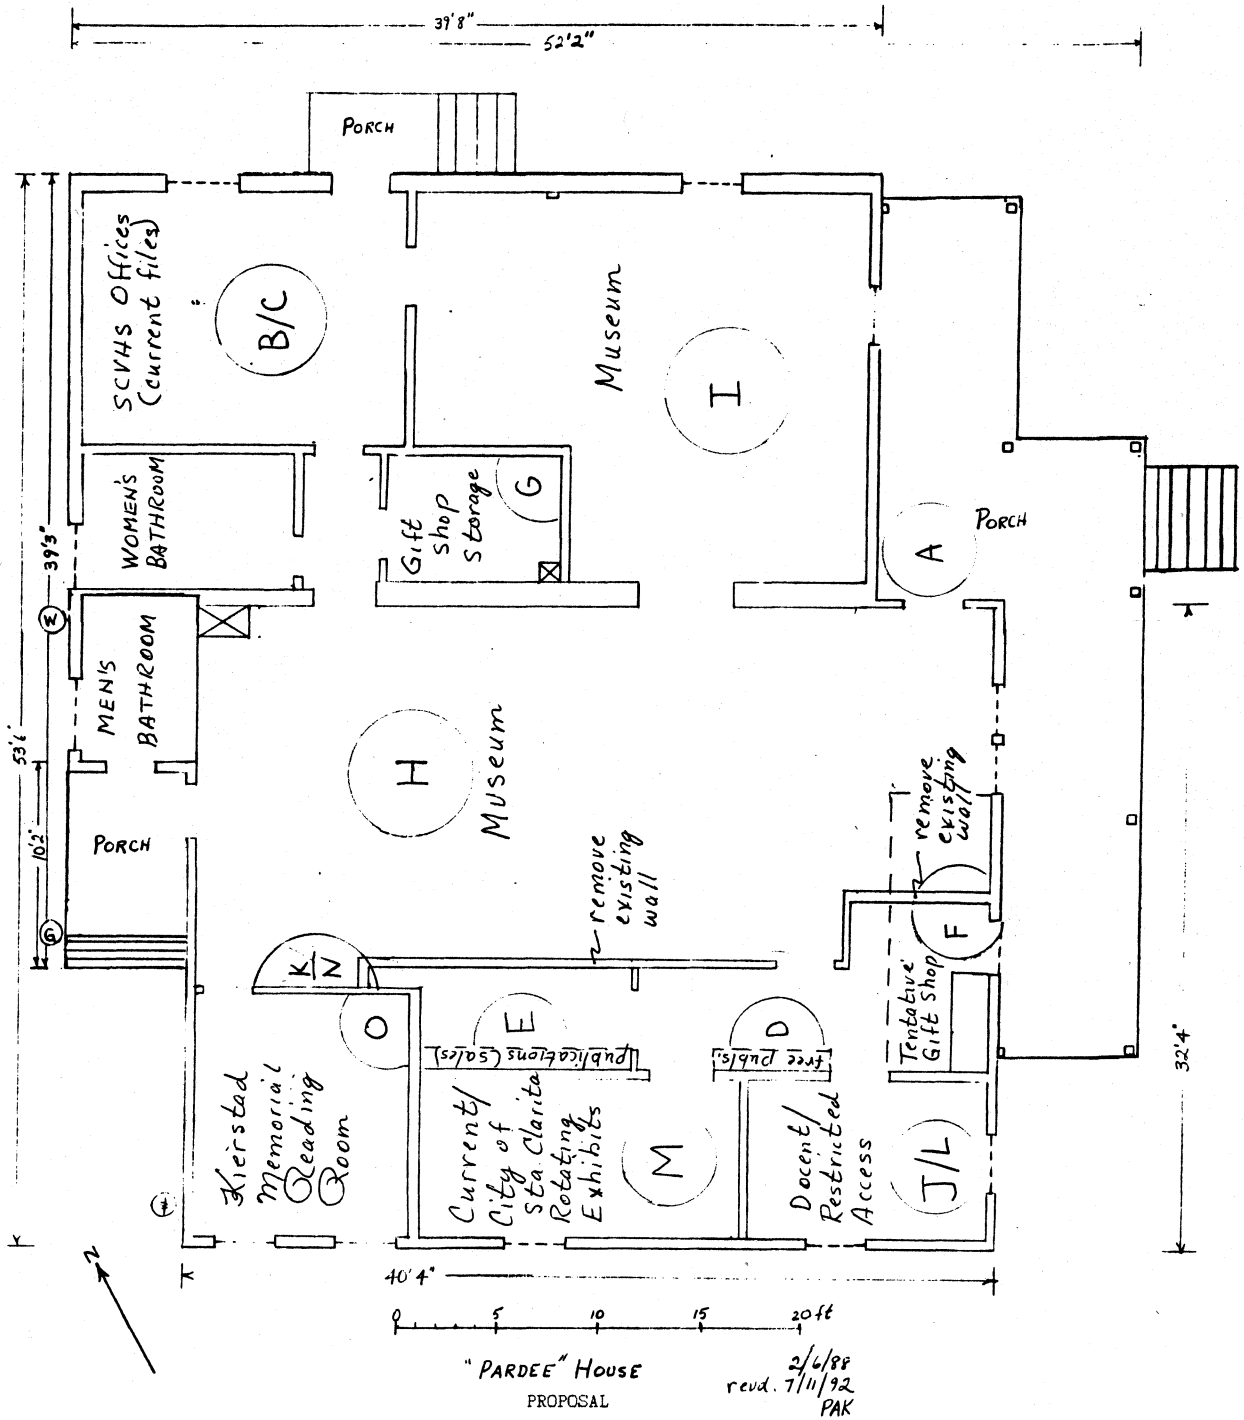 39'8"
52'2"
PORCH
SCVHS Offices
(current files)
B/C
Museum
I
WOMEN'S
BATHROOM
Gift
shop
storage
G
A
PORCH
39'3"
53'6"
MEN'S
BATHROOM
H
Museum
10'2"
PORCH
remove
existing
wall
remove
existing
wall
K/N
O
E
publications (sales)
D
free publs.
F
Tentative
Gift Shop
32'4"
Kierstad
Memorial
Reading
Room
Current/
City of
Sta Clarita
Rotating
Exhibits
M
Docent/
Restricted
Access
J/L
N
40'4"
0 5 10 15 20 ft
"PARDEE" HOUSE
PROPOSAL
2/6/88
revd. 7/11/92
PAK